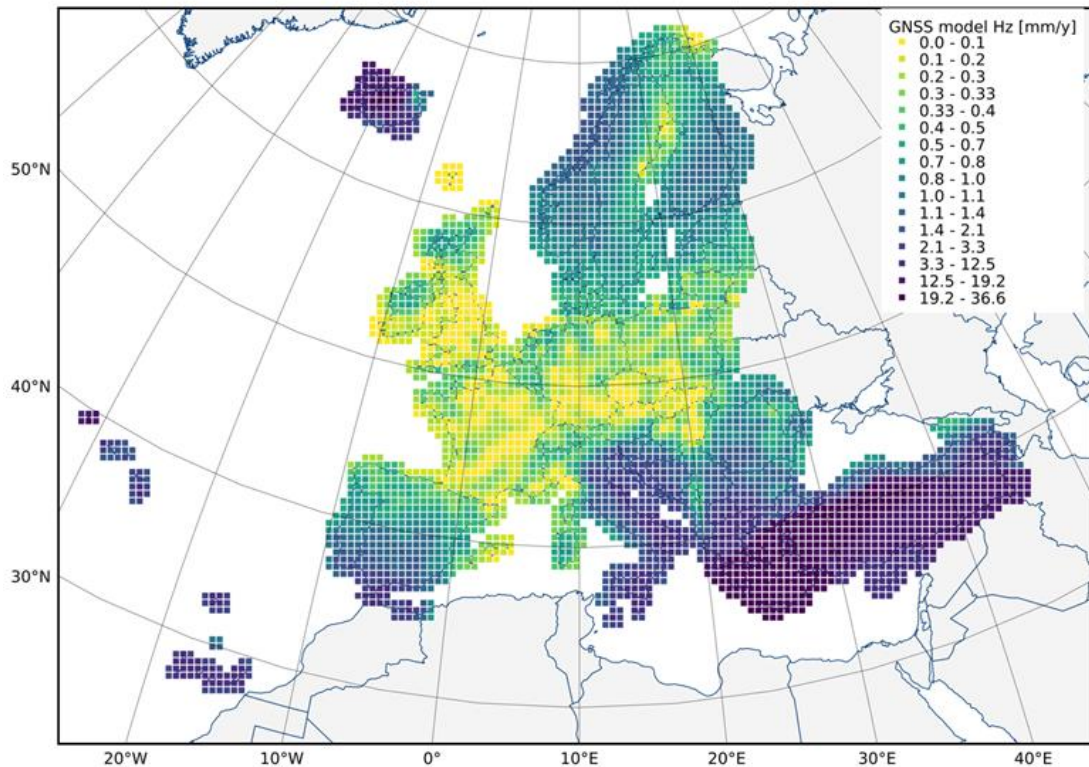 GNSS model Hz [mm/y]
0.0 - 0.1
0.1 - 0.2
0.2 - 0.3
0.3 - 0.33
0.33 - 0.4
0.4 - 0.5
0.5 - 0.7
0.7 - 0.8
0.8 - 1.0
1.0 - 1.1
1.1 - 1.4
1.4 - 2.1
2.1 - 3.3
3.3 - 12.5
12.5 - 19.2
19.2 - 36.6
50°N
40°N
30°N
20°W 10°W 0° 10°E 20°E 30°E 40°E